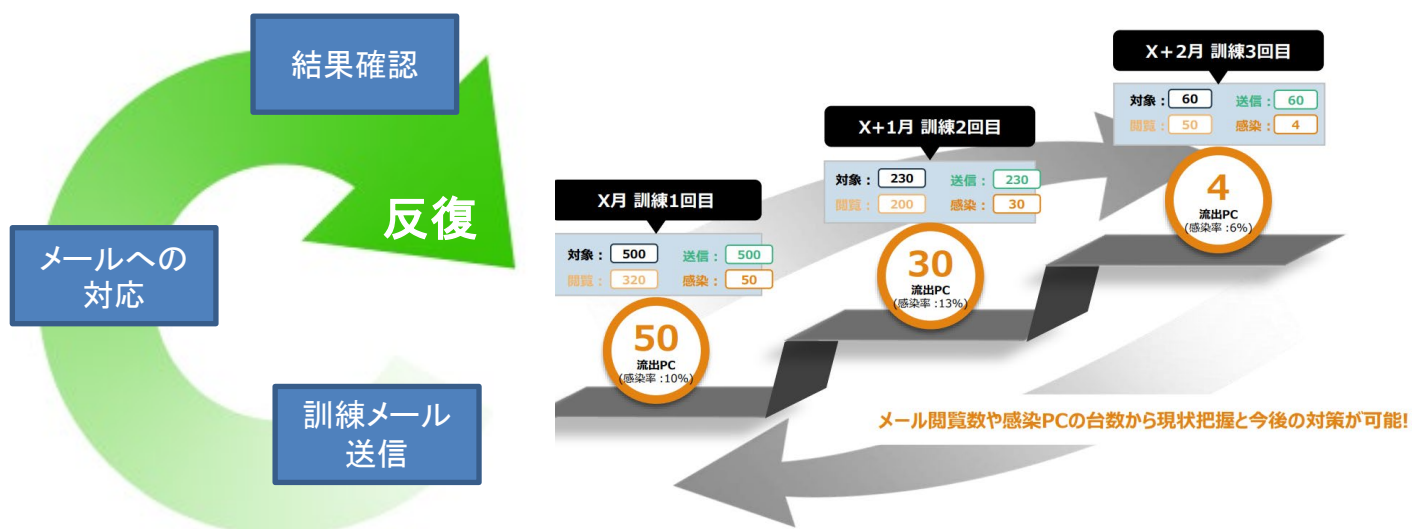 結果確認
反復
メールへの
対応
訓練メール
送信
X月 訓練1回目
対象： 500 送信： 500
閲覧： 320 感染： 50
50
流出PC
(感染率:10%)
X+1月 訓練2回目
対象： 230 送信： 230
閲覧： 200 感染： 30
30
流出PC
(感染率:13%)
X+2月 訓練3回目
対象： 60 送信： 60
閲覧： 50 感染： 4
4
流出PC
(感染率:6%)
メール閲覧数や感染PCの台数から現状把握と今後の対策が可能!